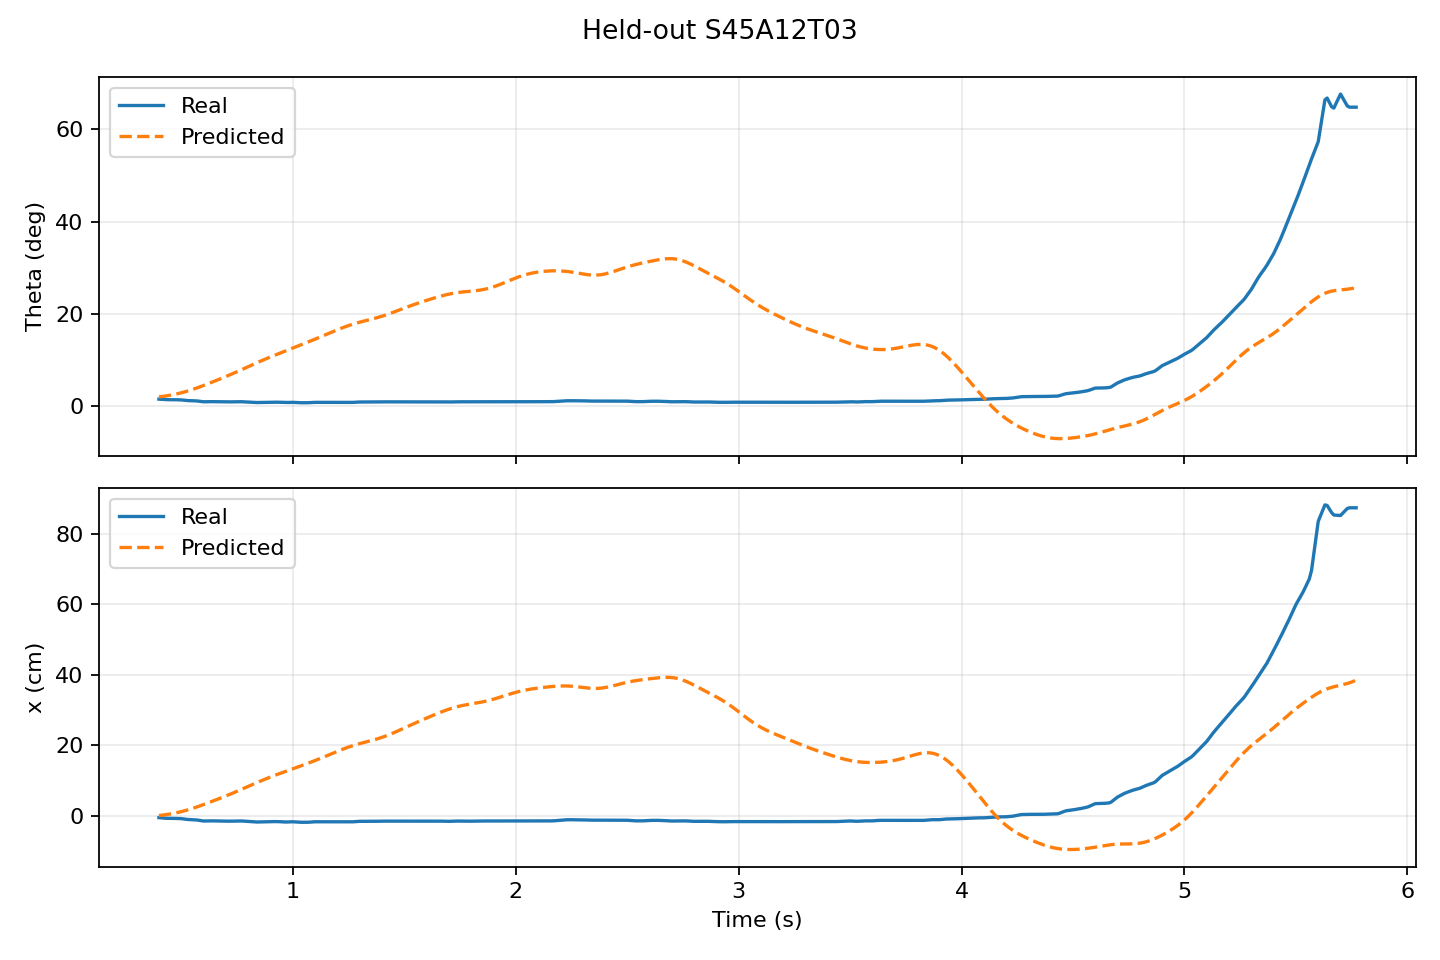 Held-out S45A12T03
Real
Predicted
Theta (deg)
60
40
20
0
Real
Predicted
x (cm)
80
60
40
20
0
1 2 3 4 5 6
Time (s)